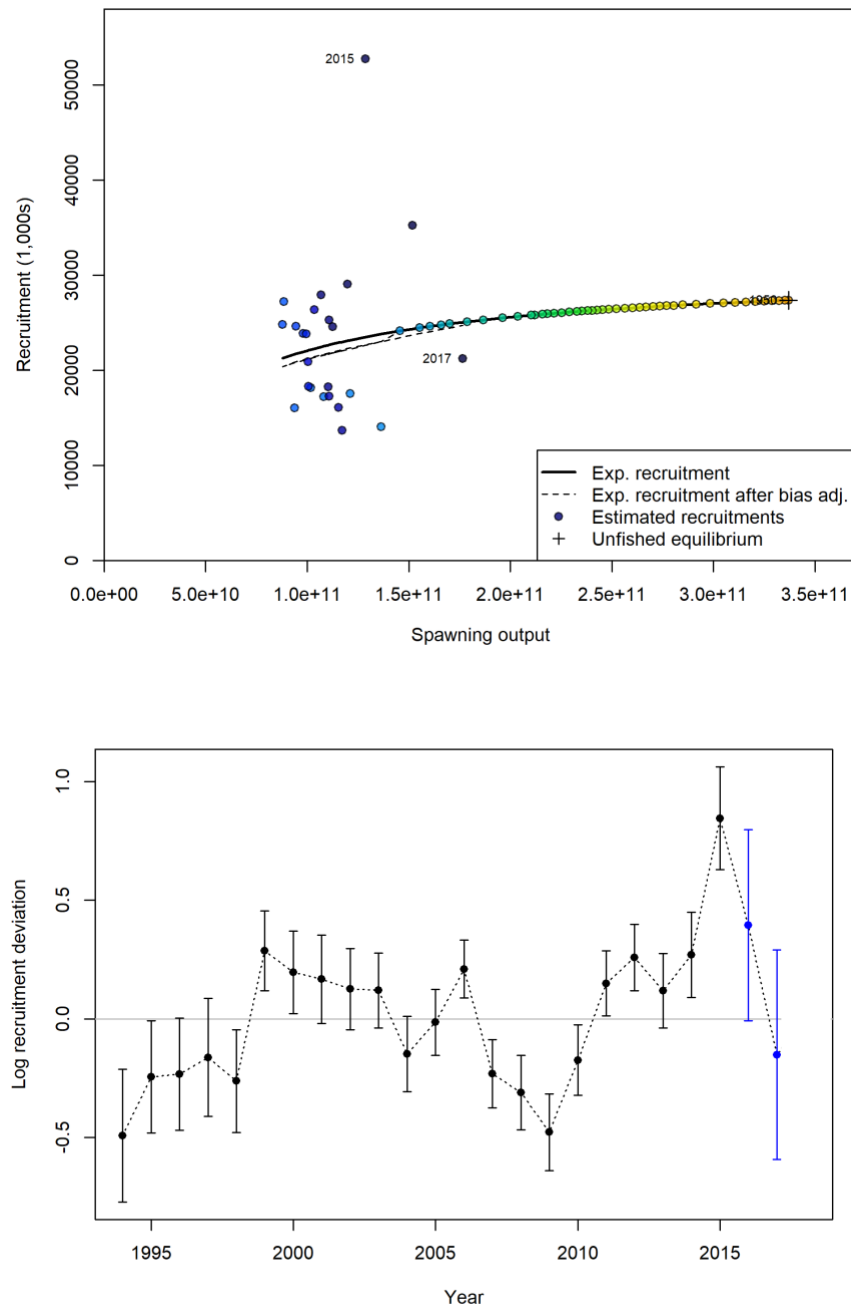 2015
2017
1950
Exp. recruitment
Exp. recruitment after bias adj.
Estimated recruitments
Unfished equilibrium
Recruitment (1,000s)
0
10000
20000
30000
40000
50000
0.0e+00 5.0e+10 1.0e+11 1.5e+11 2.0e+11 2.5e+11 3.0e+11 3.5e+11
Spawning output
Log recruitment deviation
1.0
0.5
0.0
-0.5
1995 2000 2005 2010 2015
Year